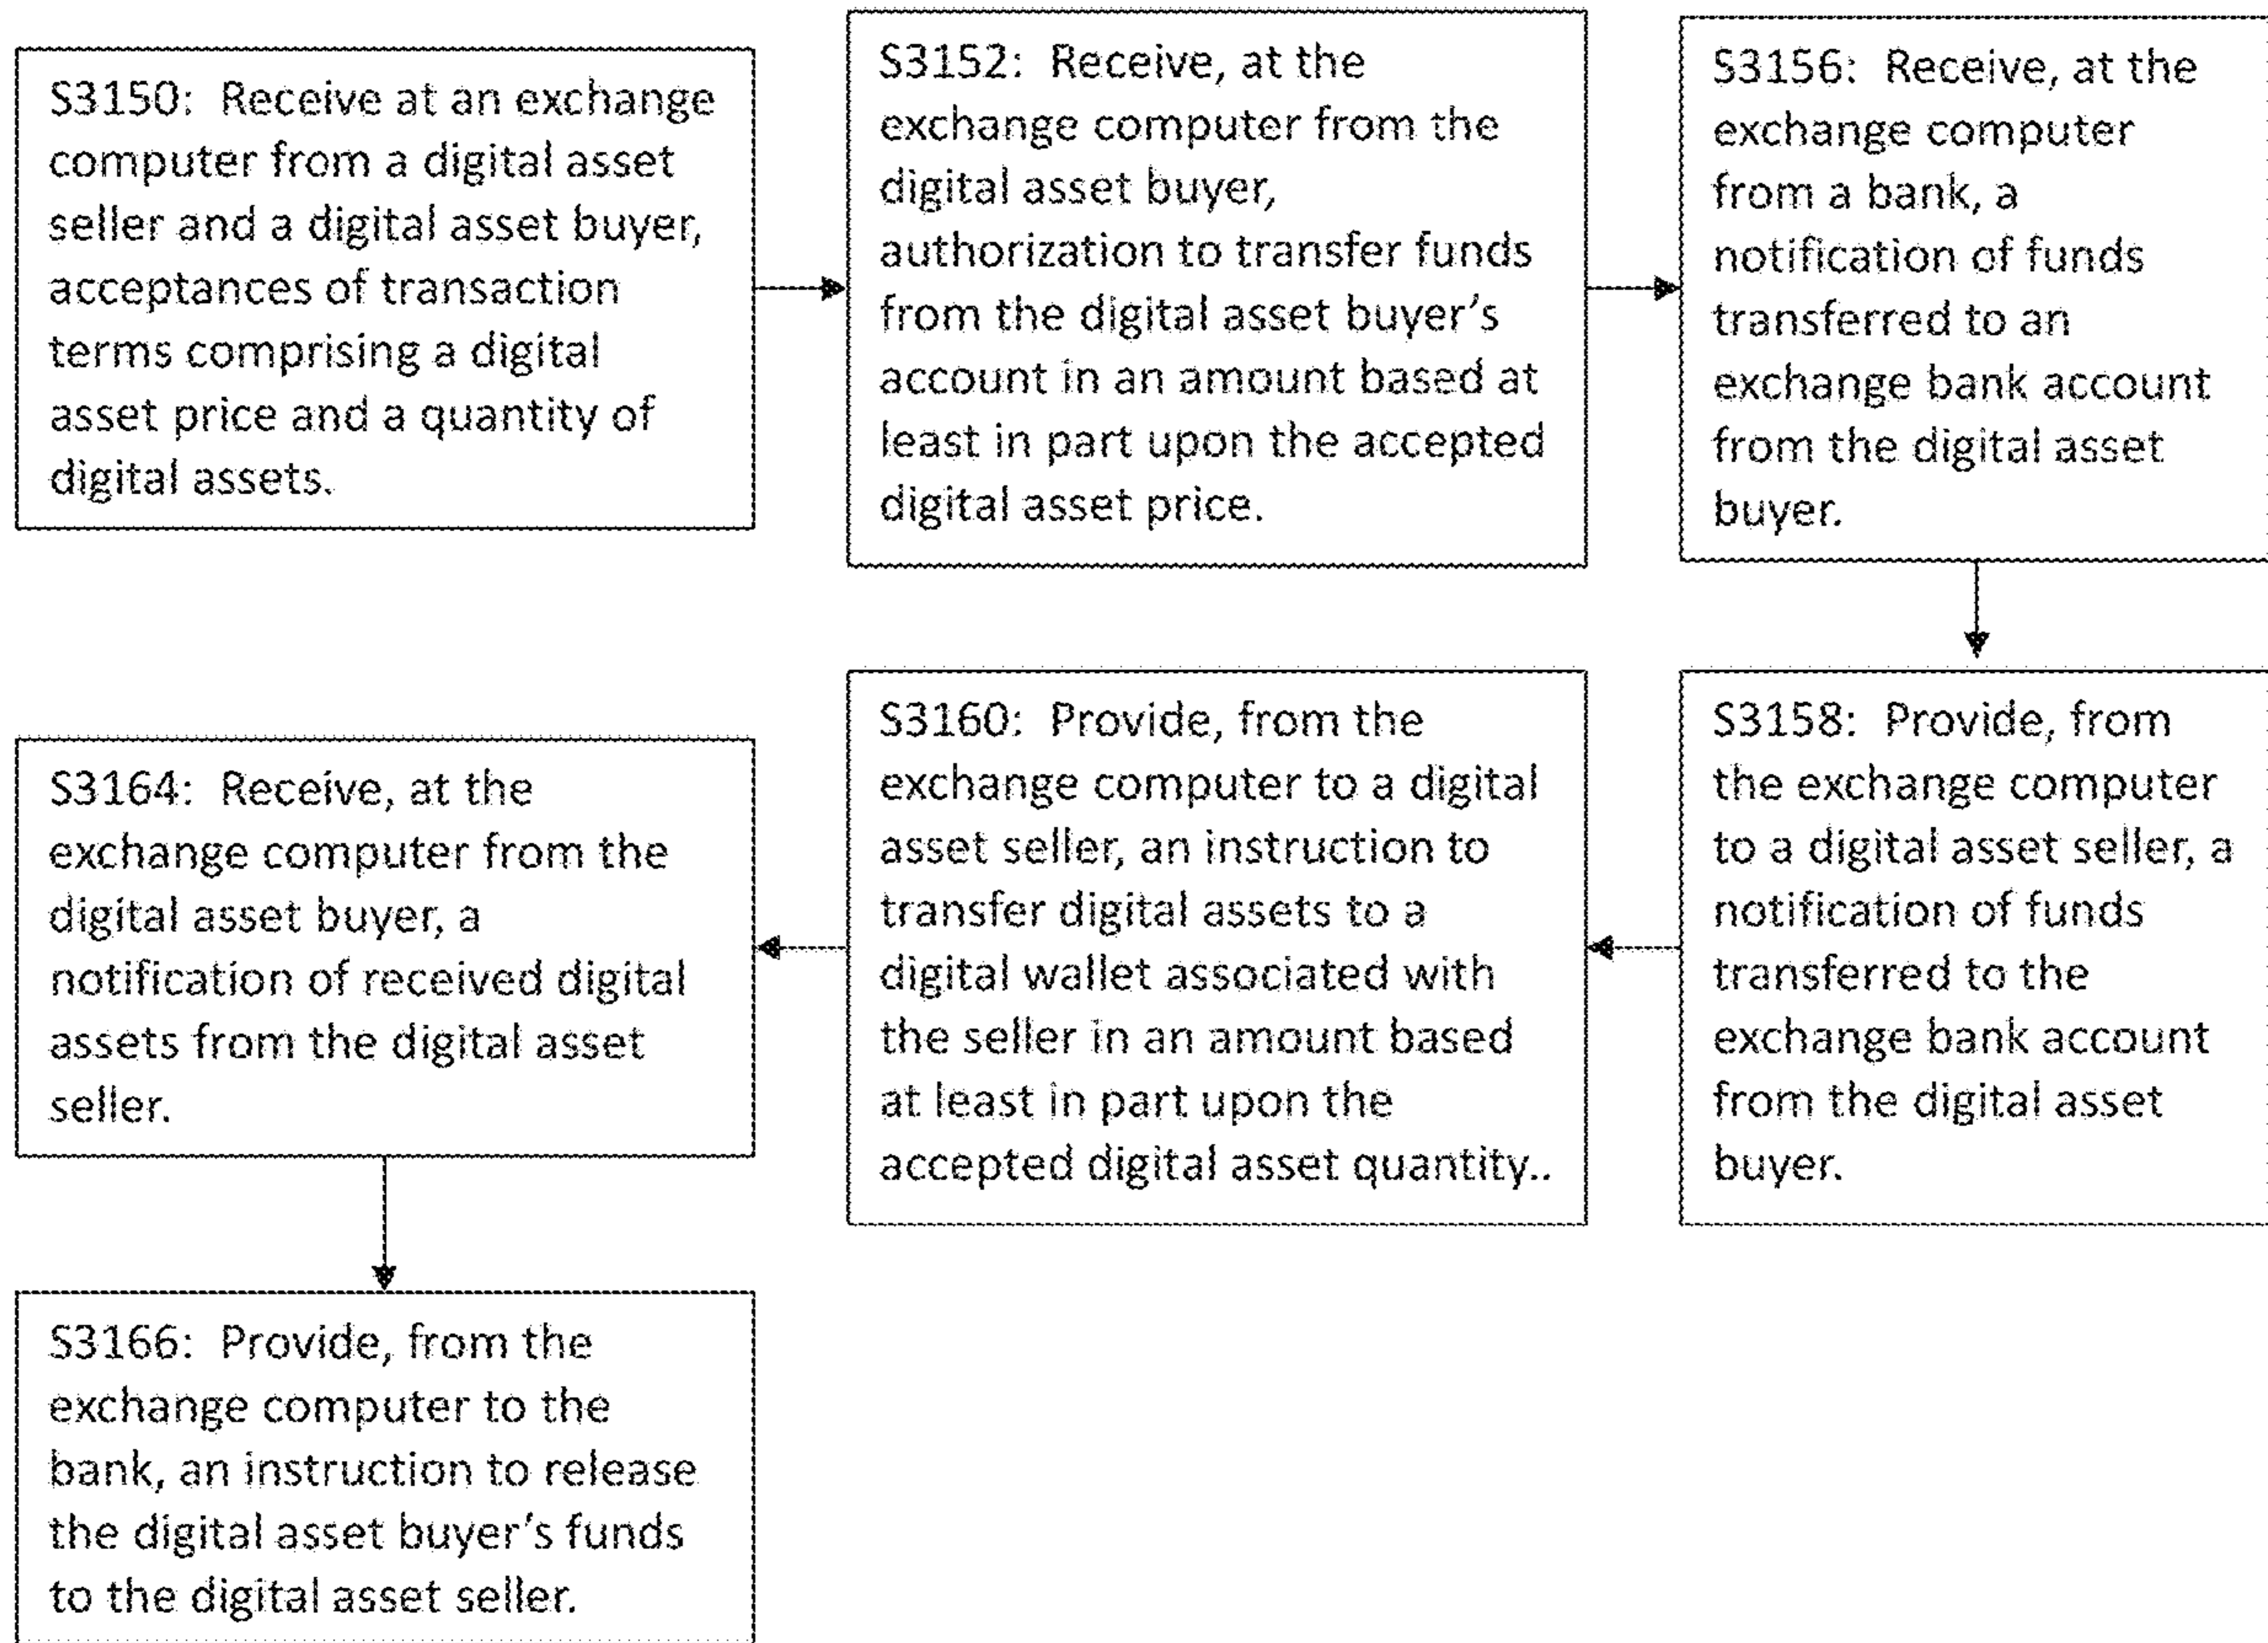 S3150: Receive at an exchange
computer from a digital asset
seller and a digital asset buyer,
acceptances of transaction
terms comprising a digital
asset price and a quantity of
digital assets.
S3152: Receive, at the
exchange computer from the
digital asset buyer,
authorization to transfer funds
from the digital asset buyer's
account in an amount based at
least in part upon the accepted
digital asset price.
S3156: Receive, at the
exchange computer
from a bank, a
notification of funds
transferred to an
exchange bank account
from the digital asset
buyer.
S3158: Provide, from
the exchange computer
to a digital asset seller, a
notification of funds
transferred to the
exchange bank account
from the digital asset
buyer.
S3160: Provide, from the
exchange computer to a digital
asset seller, an instruction to
transfer digital assets to a
digital wallet associated with
the seller in an amount based
at least in part upon the
accepted digital asset quantity..
S3164: Receive, at the
exchange computer from the
digital asset buyer, a
notification of received digital
assets from the digital asset
seller.
S3166: Provide, from the
exchange computer to the
bank, an instruction to release
the digital asset buyer's funds
to the digital asset seller.